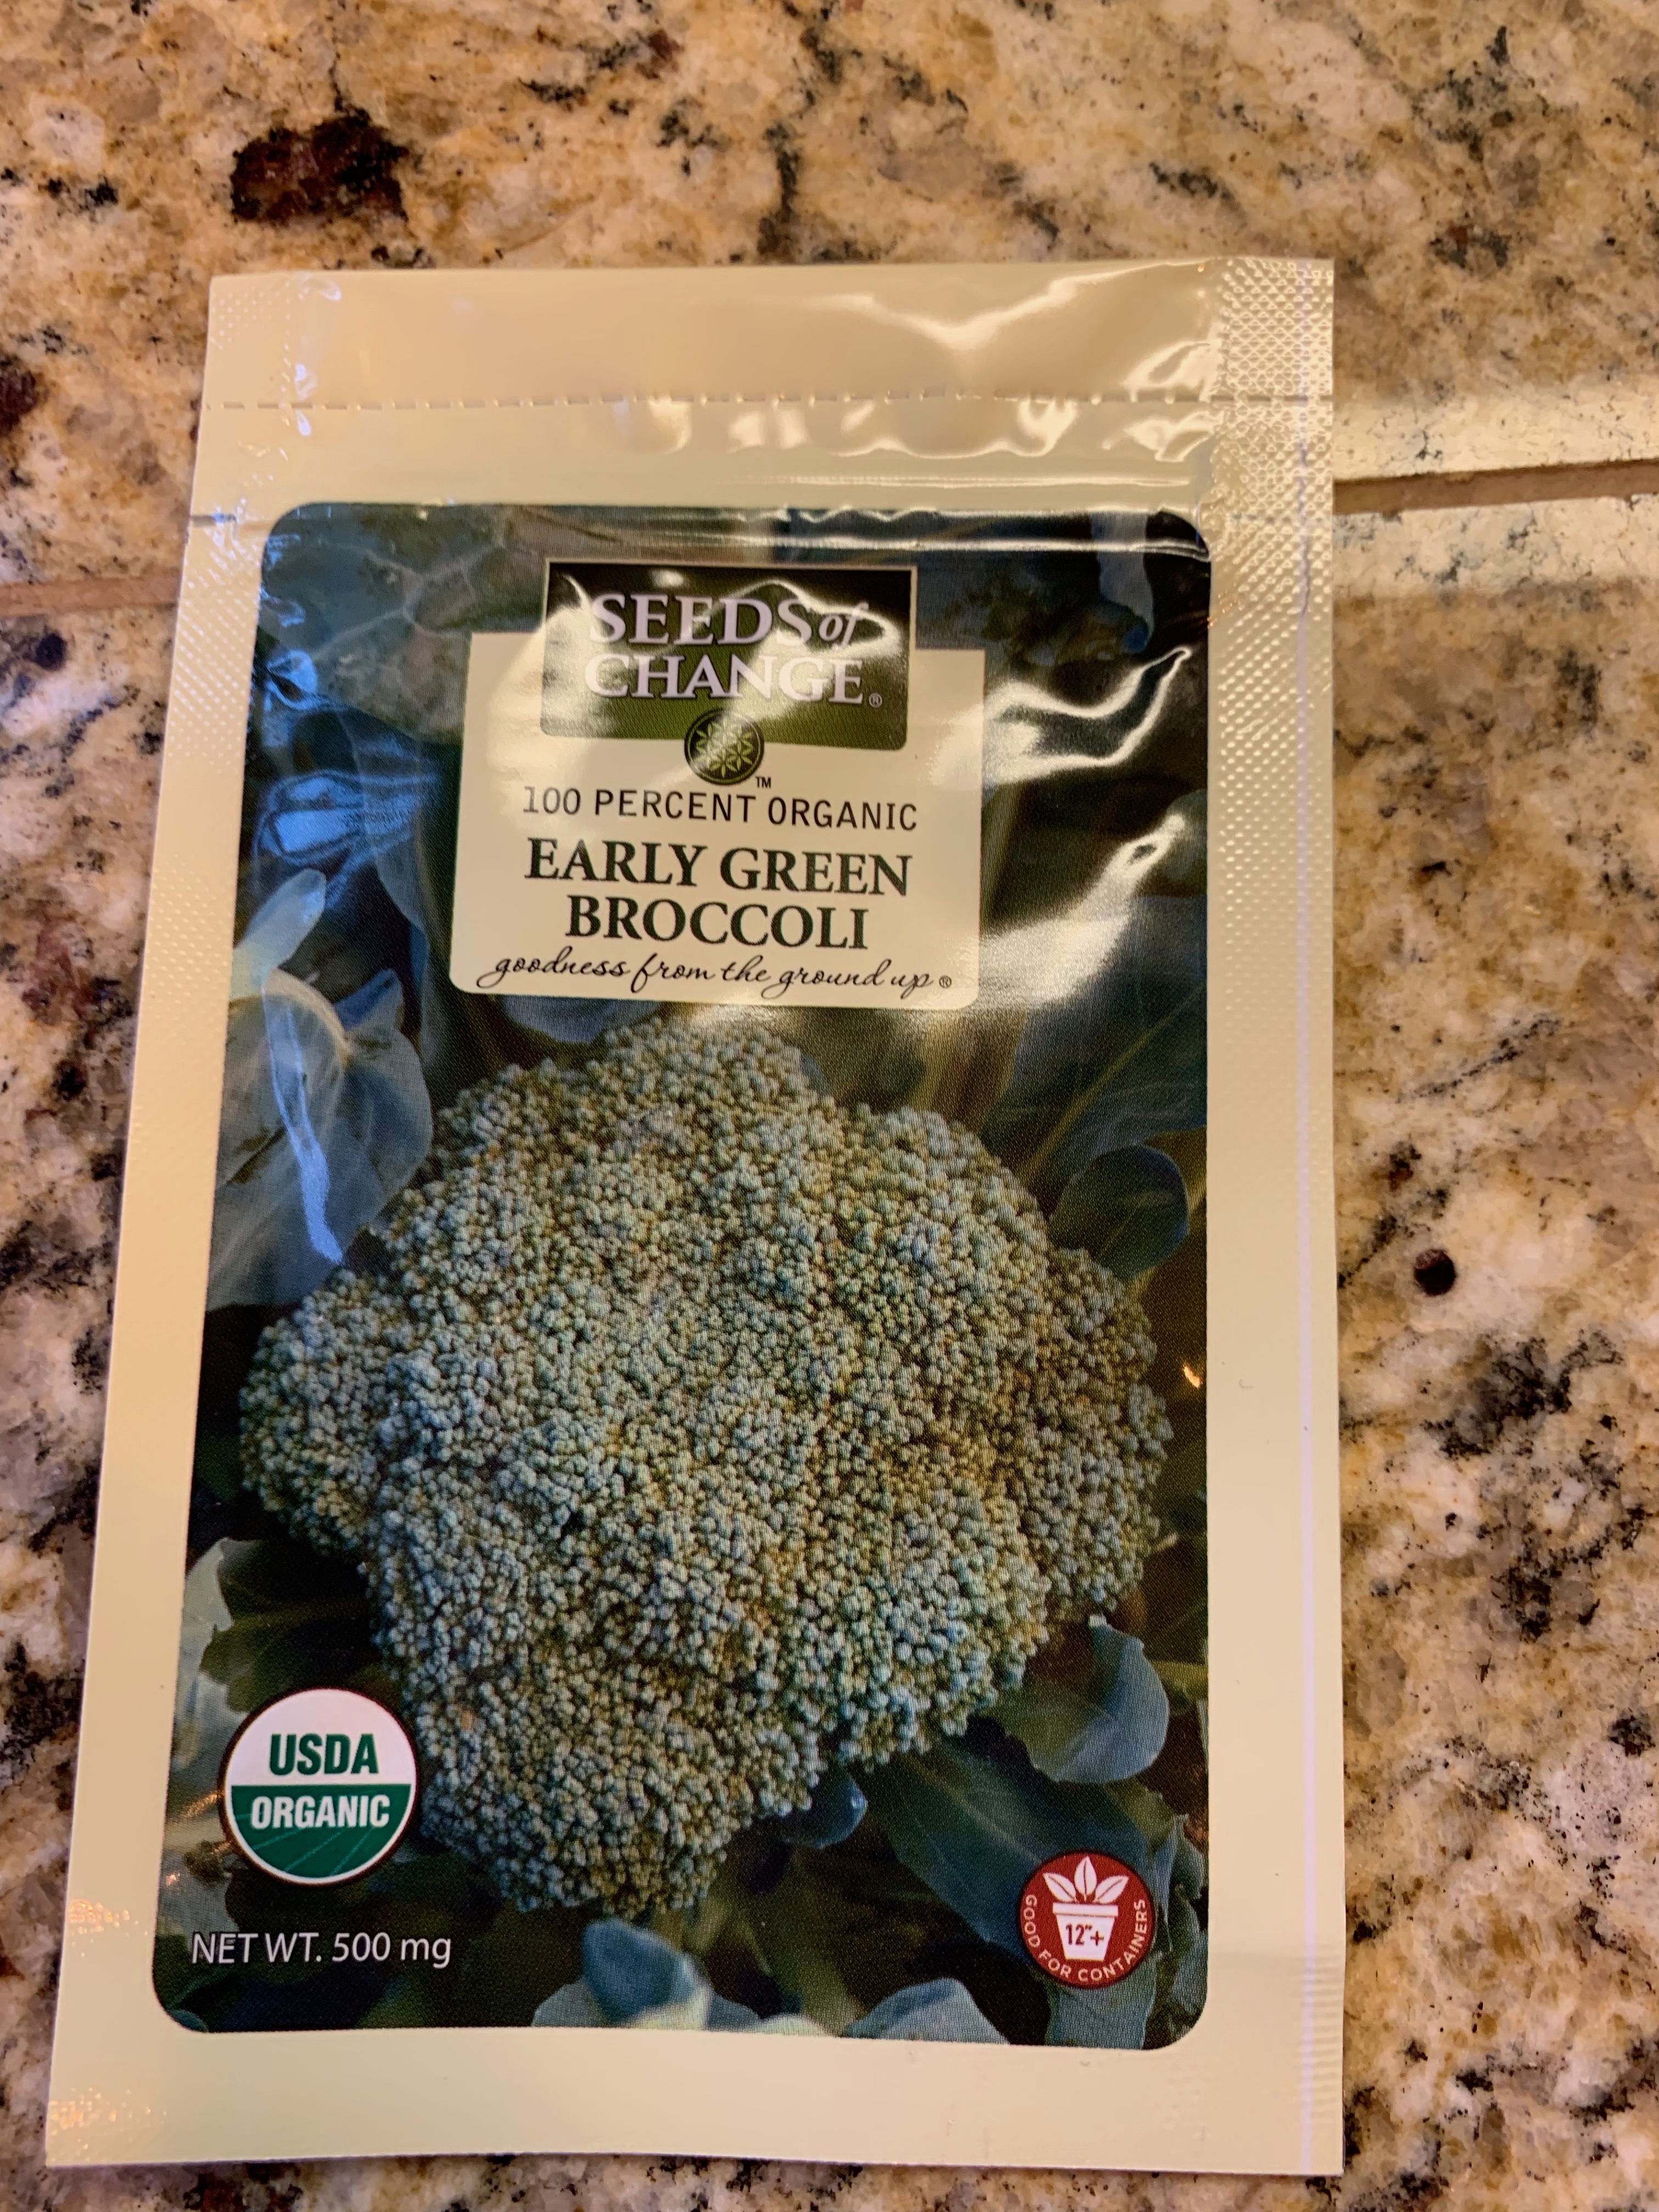 SEEDS of
CHANGE®
™
100 PERCENT ORGANIC
EARLY GREEN
BROCCOLI
goodness from the ground up®
USDA
ORGANIC
NET WT. 500 mg
12"+
GOOD FOR CONTAINERS